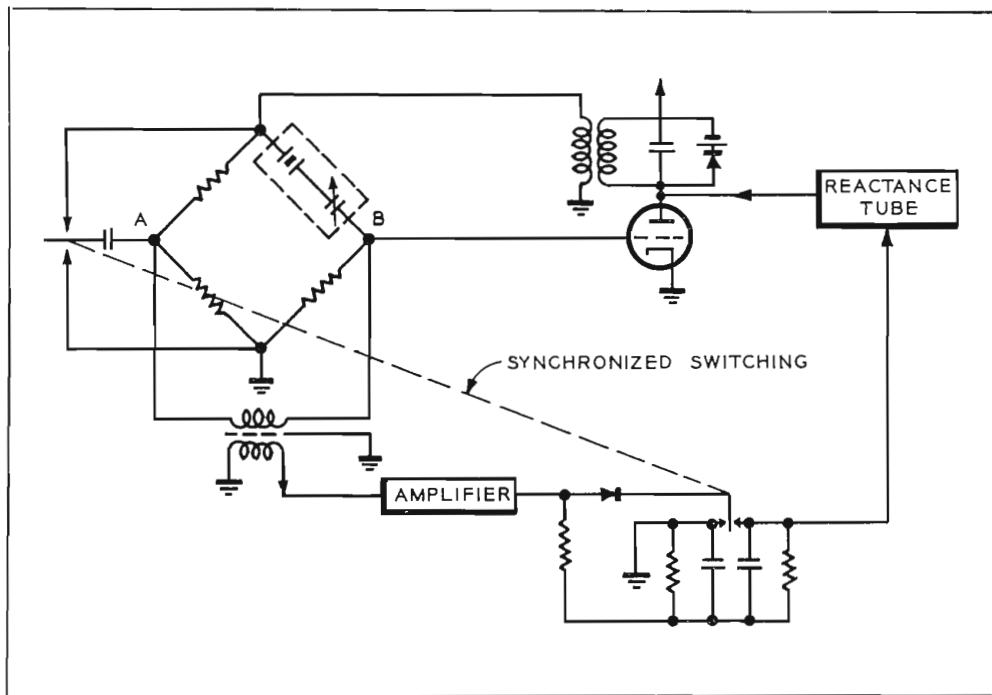 A
B
REACTANCE
TUBE
SYNCHRONIZED SWITCHING
AMPLIFIER